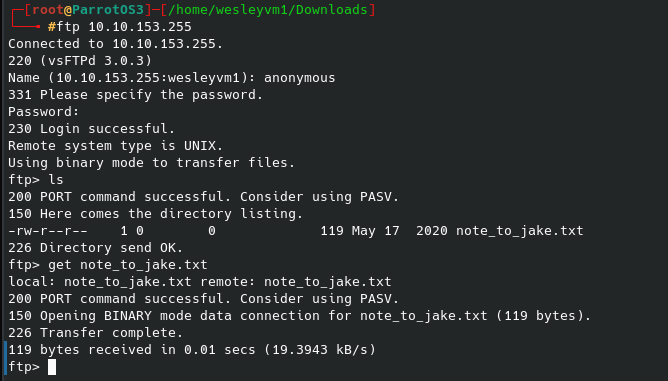 ┌─[root@ParrotOS3]─[/home/wesleyvm1/Downloads]
└──╼ #ftp 10.10.153.255
Connected to 10.10.153.255.
220 (vsFTPd 3.0.3)
Name (10.10.153.255:wesleyvm1): anonymous
331 Please specify the password.
Password:
230 Login successful.
Remote system type is UNIX.
Using binary mode to transfer files.
ftp> ls
200 PORT command successful. Consider using PASV.
150 Here comes the directory listing.
-rw-r--r--    1 0        0             119 May 17  2020 note_to_jake.txt
226 Directory send OK.
ftp> get note_to_jake.txt
local: note_to_jake.txt remote: note_to_jake.txt
200 PORT command successful. Consider using PASV.
150 Opening BINARY mode data connection for note_to_jake.txt (119 bytes).
226 Transfer complete.
119 bytes received in 0.01 secs (19.3943 kB/s)
ftp>